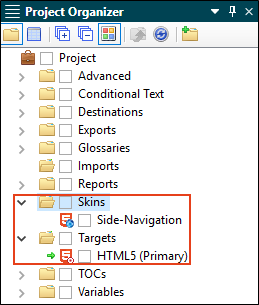 Project Organizer
Project
Advanced
Conditional Text
Destinations
Exports
Glossaries
Imports
Reports
Skins
Side-Navigation
Targets
HTML5 (Primary)
TOCs
Variables